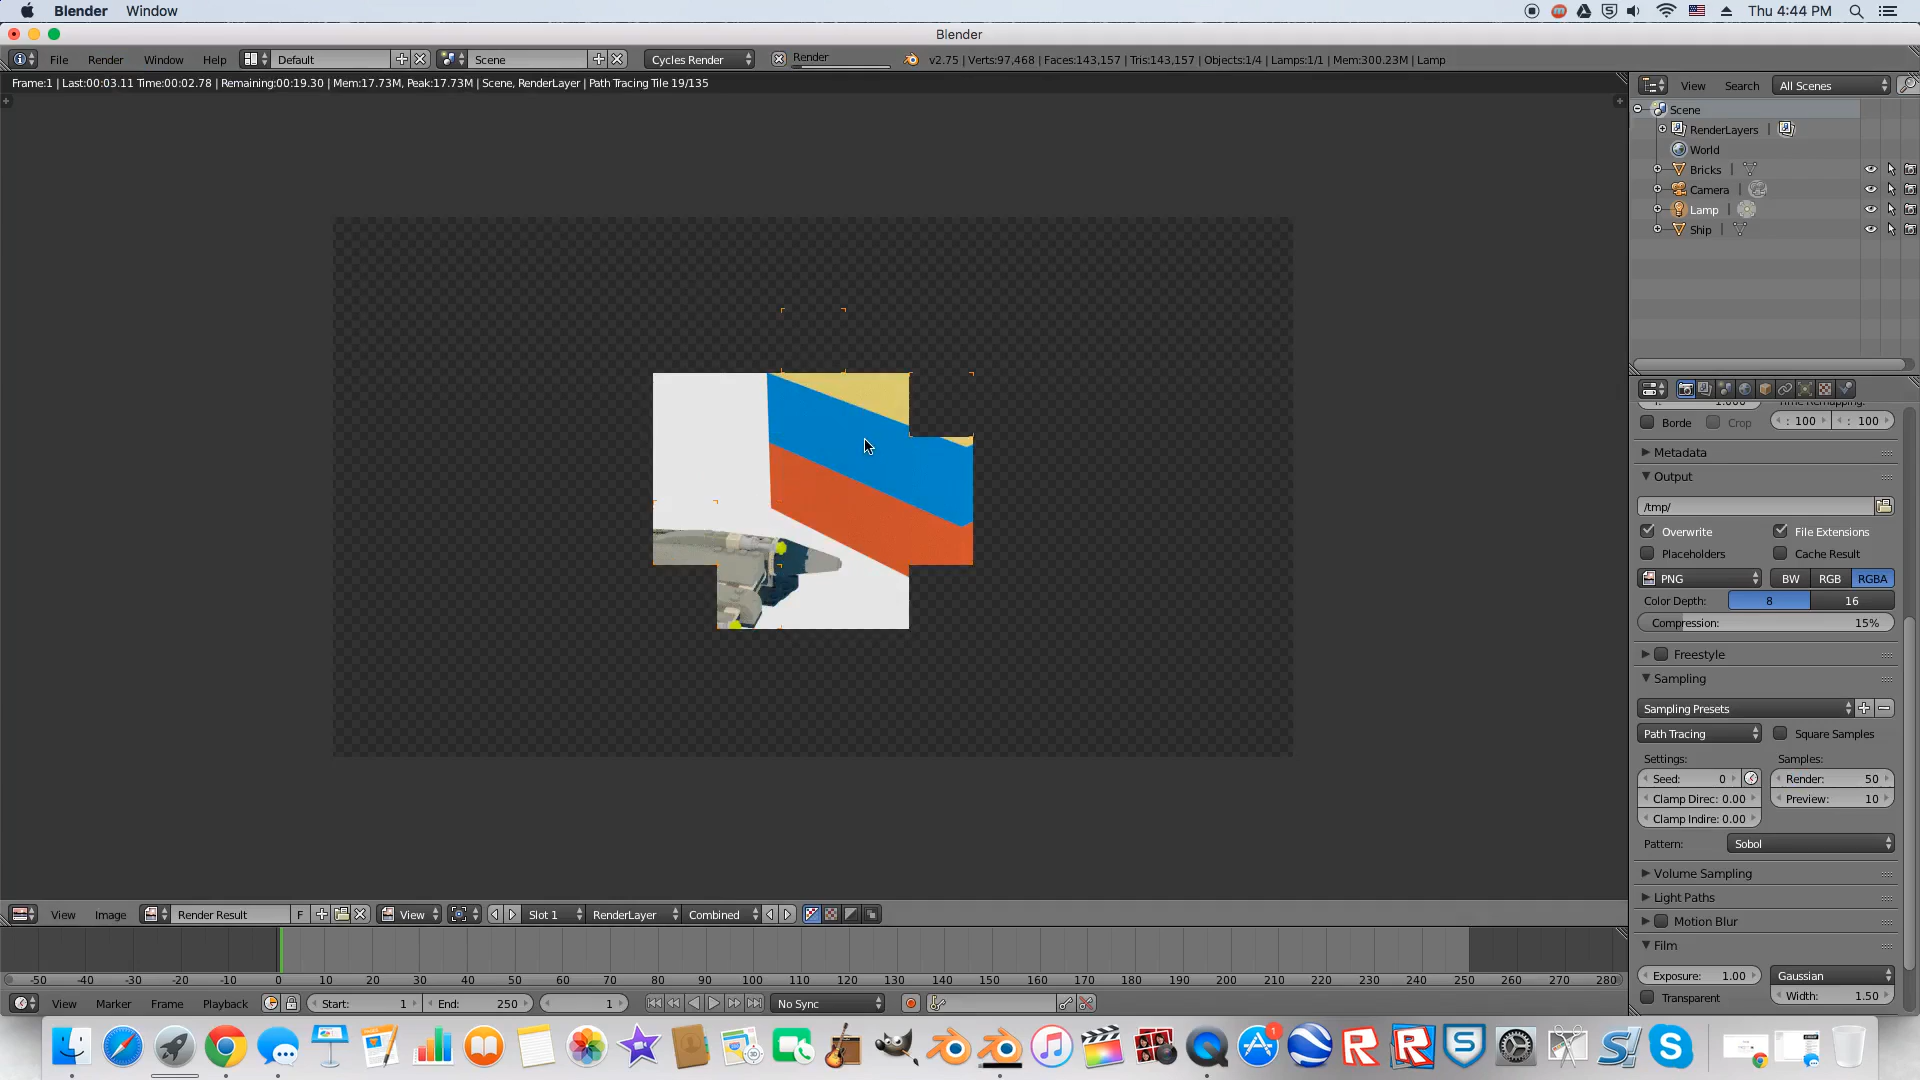 Blender Window Thu 4:44 PM
Blender
File Render Window Help Default Scene Cycles Render Render v2.75 | Verts:97,468 | Faces:143,157 | Tris:143,157 | Objects:1/4 | Lamps:1/1 | Mem:300.23M | Lamp
Frame:1 | Last:00:03.11 Time:00:02.78 | Remaining:00:19.30 | Mem:17.73M, Peak:17.73M | Scene, RenderLayer | Path Tracing Tile 19/135
View Search All Scenes
Scene
RenderLayers
World
Bricks
Camera
Lamp
Ship
Borde Crop : 100 : 100
Metadata
Output
/tmp/
Overwrite File Extensions
Placeholders Cache Result
PNG BW RGB RGBA
Color Depth: 8 16
Compression: 15%
Freestyle
Sampling
Sampling Presets
Path Tracing Square Samples
Settings: Samples:
Seed: 0 Render: 50
Clamp Direc: 0.00 Preview: 10
Clamp Indire: 0.00
Pattern: Sobol
Volume Sampling
Light Paths
Motion Blur
Film
Exposure: 1.00 Gaussian
Transparent Width: 1.50
View Image Render Result F View Slot 1 RenderLayer Combined
-50 -40 -30 -20 -10 0 10 20 30 40 50 60 70 80 90 100 110 120 130 140 150 160 170 180 190 200 210 220 230 240 250 260 270 280
View Marker Frame Playback Start: 1 End: 250 1 No Sync